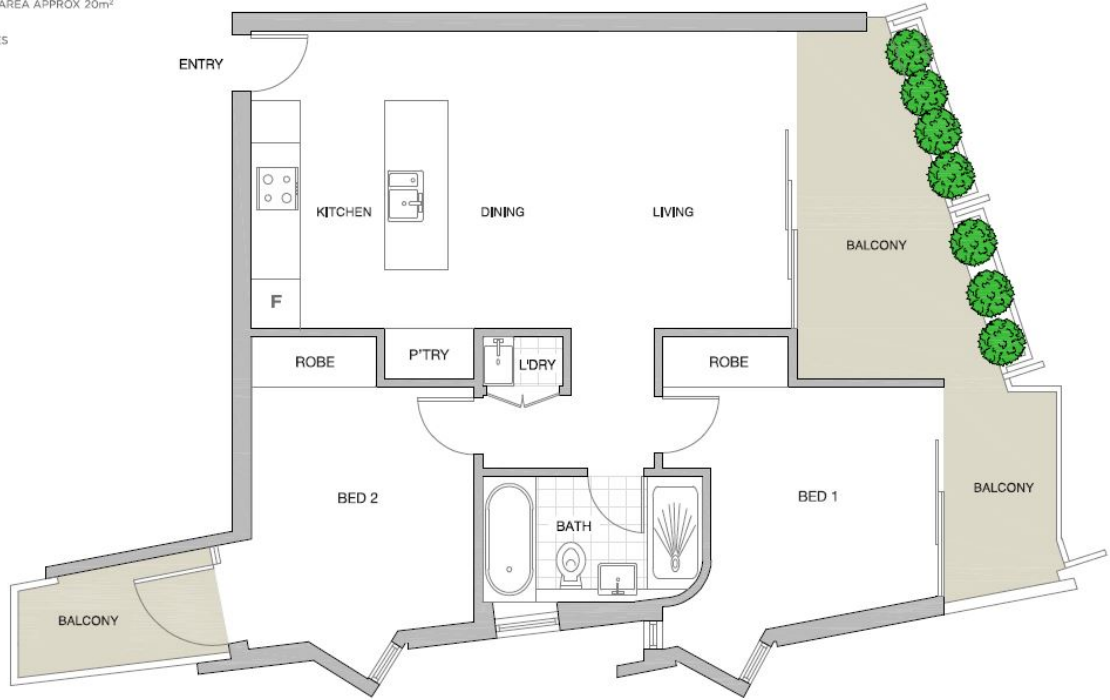 AREA APPROX 20m²
ES
ENTRY
KITCHEN
DINING
LIVING
BALCONY
F
ROBE
P'TRY
L'DRY
ROBE
BED 2
BATH
BED 1
BALCONY
BALCONY